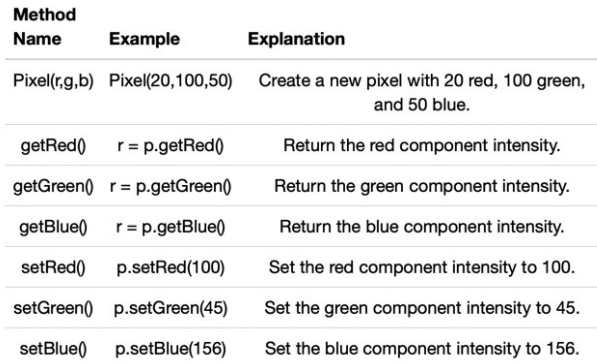 Method
Name Example Explanation
Pixel(r,g,b) Pixel(20,100,50) Create a new pixel with 20 red, 100 green,
and 50 blue.
getRed() r = p.getRed() Return the red component intensity.
getGreen() r = p.getGreen() Return the green component intensity.
getBlue() r = p.getBlue() Return the blue component intensity.
setRed() p.setRed(100) Set the red component intensity to 100.
setGreen() p.setGreen(45) Set the green component intensity to 45.
setBlue() p.setBlue(156) Set the blue component intensity to 156.